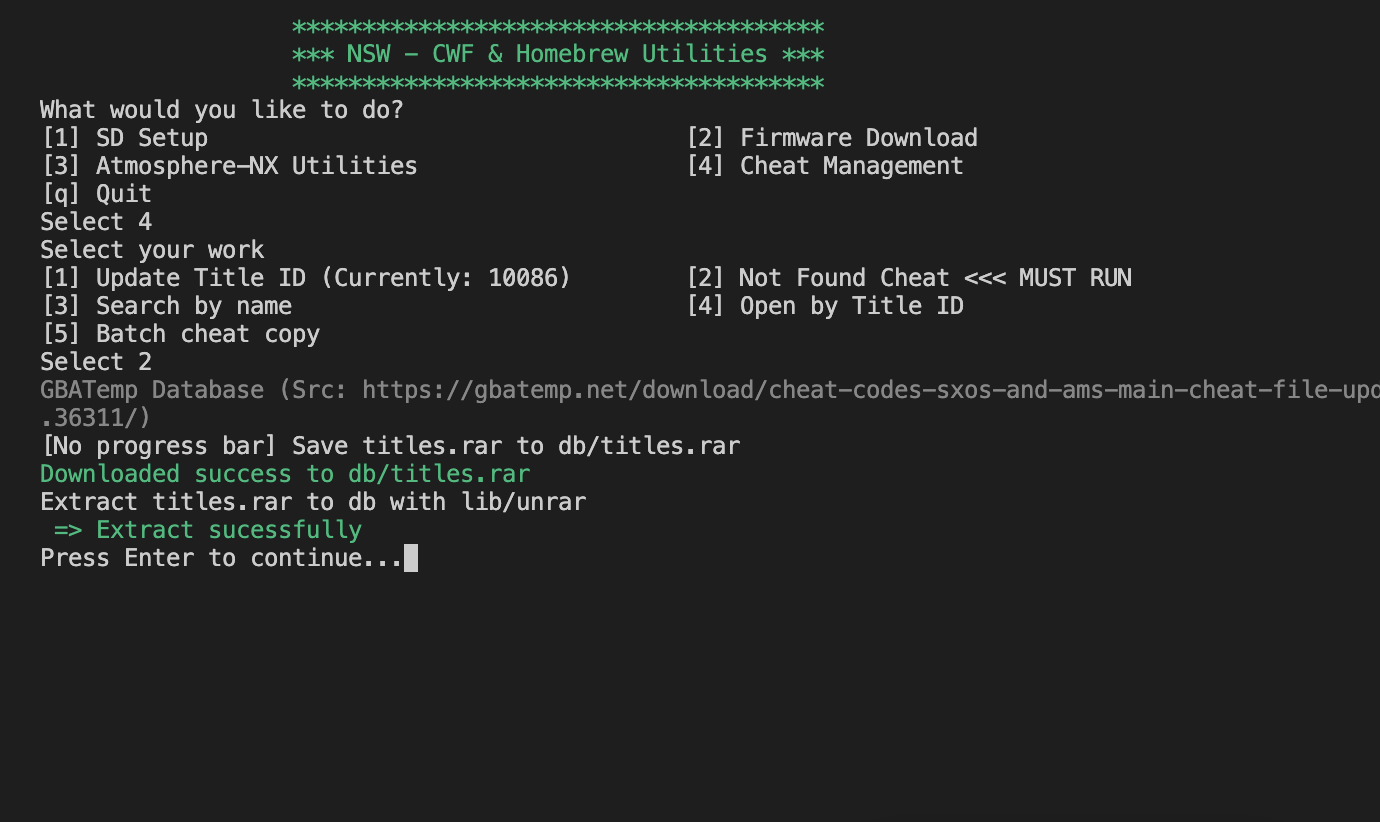 **************************************
*** NSW - CWF & Homebrew Utilities ***
**************************************
What would you like to do?
[1] SD Setup [2] Firmware Download
[3] Atmosphere-NX Utilities [4] Cheat Management
[q] Quit
Select 4
Select your work
[1] Update Title ID (Currently: 10086) [2] Not Found Cheat <<< MUST RUN
[3] Search by name [4] Open by Title ID
[5] Batch cheat copy
Select 2
GBATemp Database (Src: https://gbatemp.net/download/cheat-codes-sxos-and-ams-main-cheat-file-upd
.36311/)
[No progress bar] Save titles.rar to db/titles.rar
Downloaded success to db/titles.rar
Extract titles.rar to db with lib/unrar
=> Extract sucessfully
Press Enter to continue...